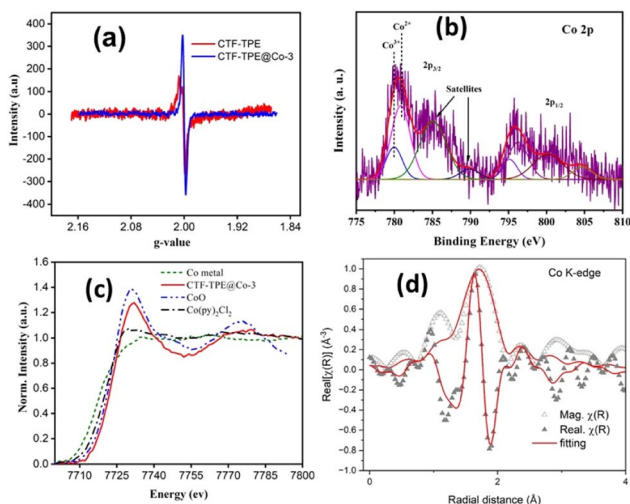 (a)
CTF-TPE
CTF-TPE@Co-3
Intensity (a.u)
400
300
200
100
0
-100
-200
-300
-400
2.16
2.08
2.00
1.92
1.84
g-value
(b)
Co 2p
Co²⁺
Co³⁺
2p₃/₂
Satellites
2p₁/₂
Intensity (a. u.)
775
780
785
790
795
800
805
810
Binding Energy (eV)
(c)
Co metal
CTF-TPE@Co-3
CoO
Co(py)₂Cl₂
Norm. Intensity (a.u.)
1.6
1.4
1.2
1.0
0.8
0.6
0.4
0.2
0.0
7710
7725
7740
7755
7770
7785
7800
Energy (ev)
(d)
Co K-edge
Real[χ(R)] (Å⁻³)
1.0
0.8
0.6
0.4
0.2
0.0
-0.2
-0.4
-0.6
-0.8
-1.0
Mag. χ(R)
Real. χ(R)
fitting
0
1
2
3
4
Radial distance (Å)